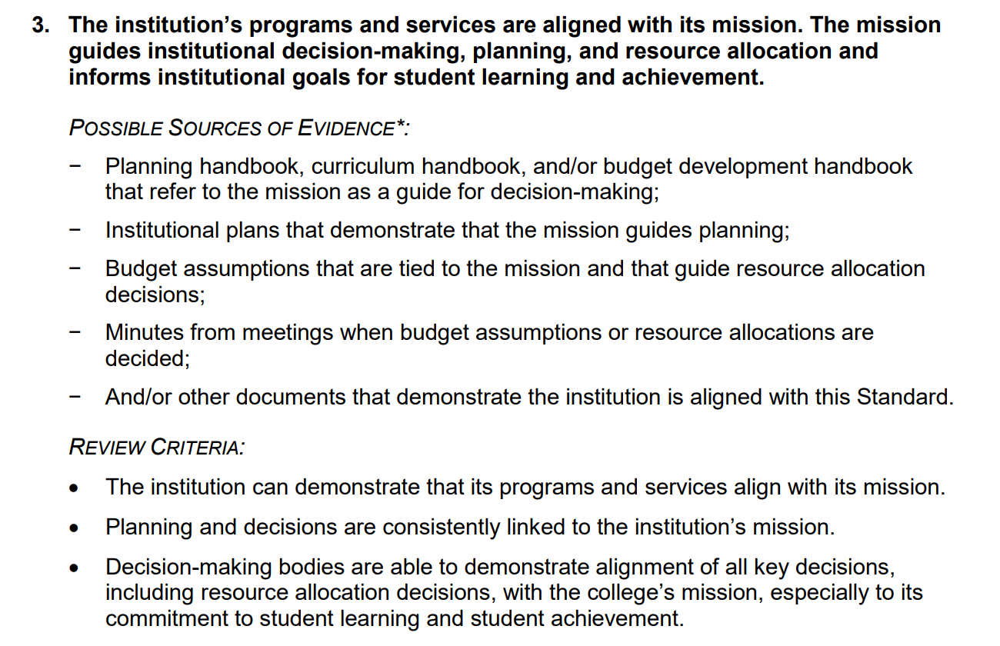 3. The institution’s programs and services are aligned with its mission. The mission
guides institutional decision-making, planning, and resource allocation and
informs institutional goals for student learning and achievement.
POSSIBLE SOURCES OF EVIDENCE*:
− Planning handbook, curriculum handbook, and/or budget development handbook
that refer to the mission as a guide for decision-making;
− Institutional plans that demonstrate that the mission guides planning;
− Budget assumptions that are tied to the mission and that guide resource allocation
decisions;
− Minutes from meetings when budget assumptions or resource allocations are
decided;
− And/or other documents that demonstrate the institution is aligned with this Standard.
REVIEW CRITERIA:
• The institution can demonstrate that its programs and services align with its mission.
• Planning and decisions are consistently linked to the institution’s mission.
• Decision-making bodies are able to demonstrate alignment of all key decisions,
including resource allocation decisions, with the college’s mission, especially to its
commitment to student learning and student achievement.